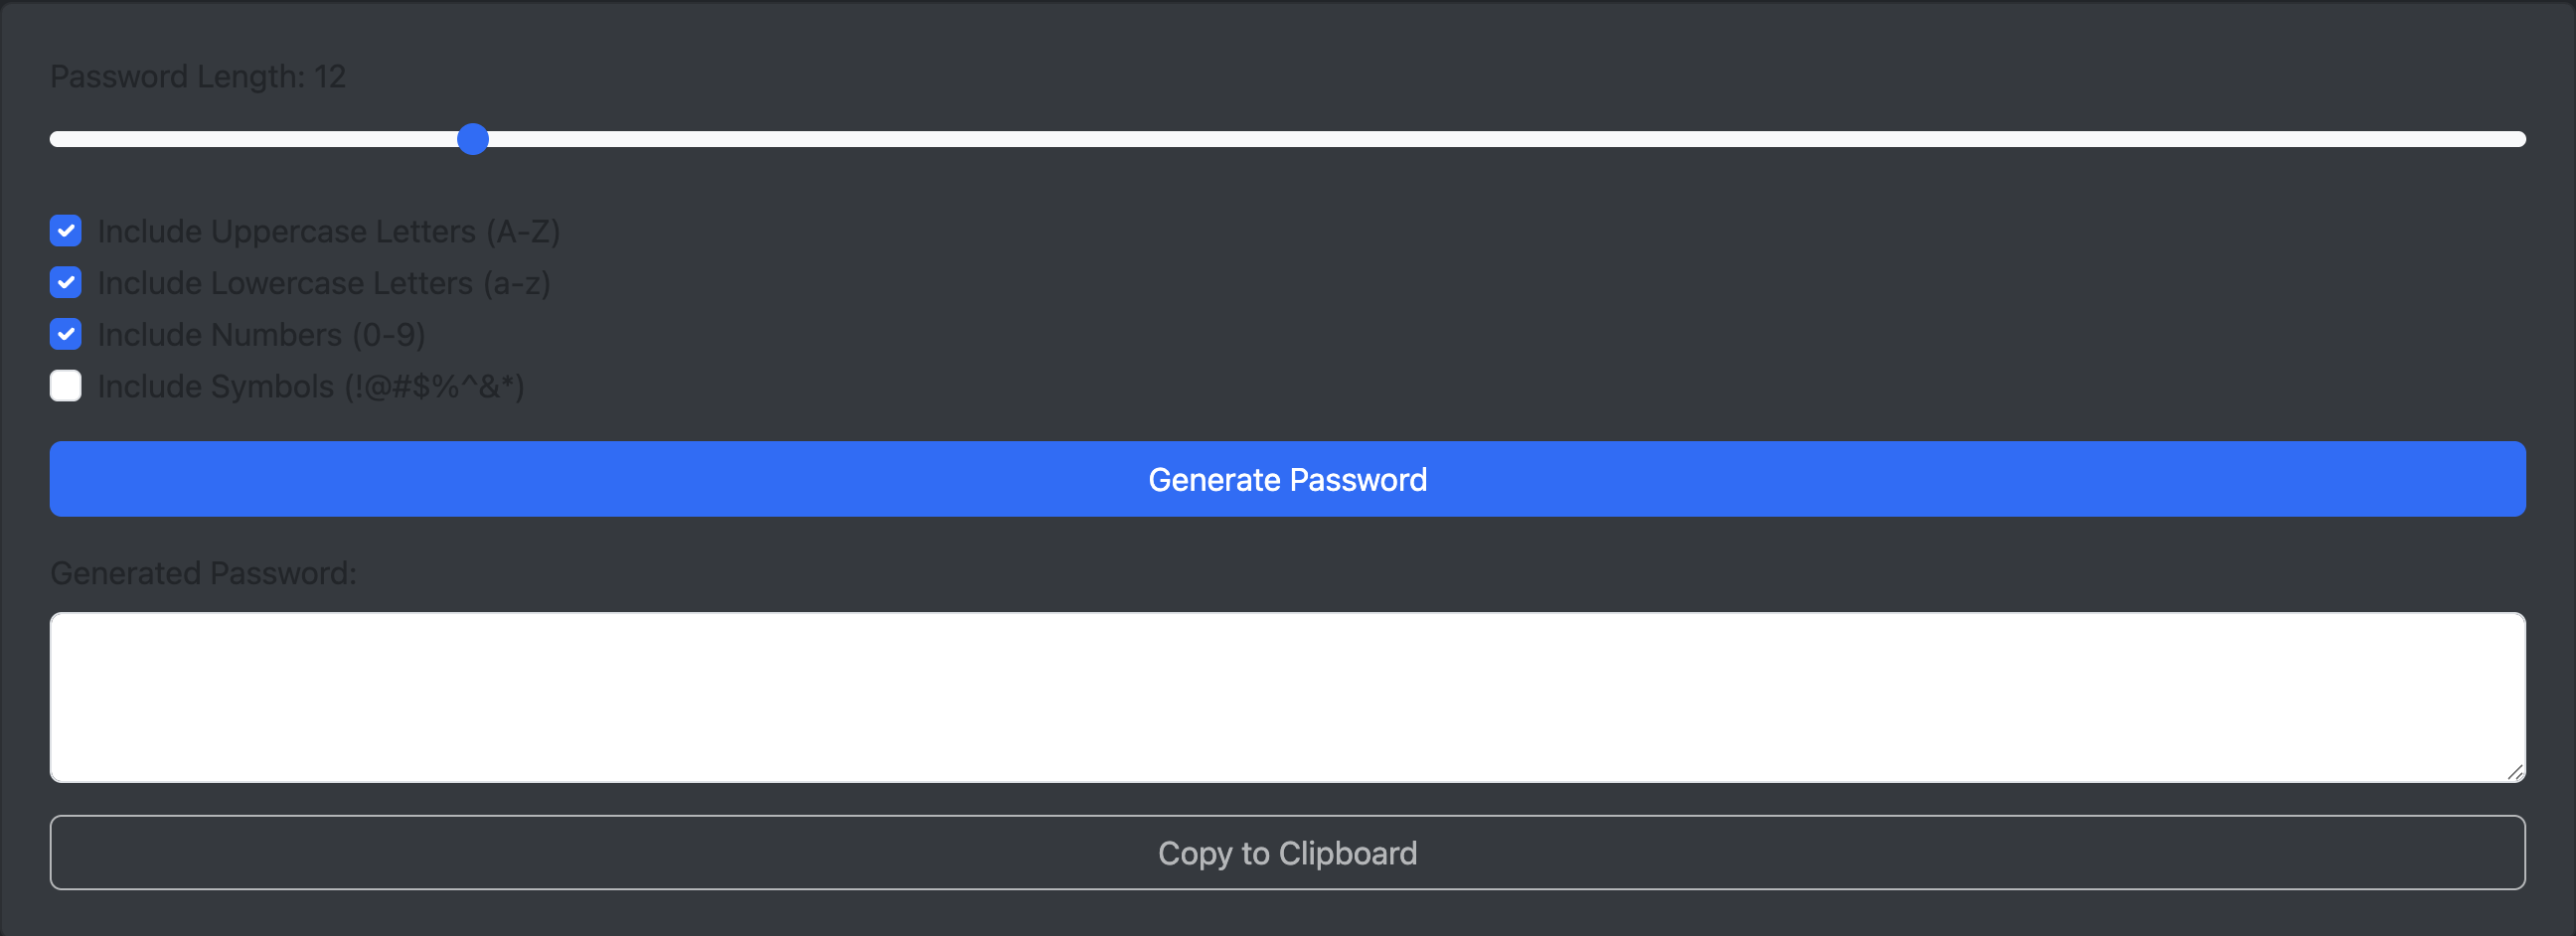 Password Length: 12
Include Uppercase Letters (A-Z)
Include Lowercase Letters (a-z)
Include Numbers (0-9)
Include Symbols (!@#$%^&*)
Generate Password
Generated Password:
Copy to Clipboard